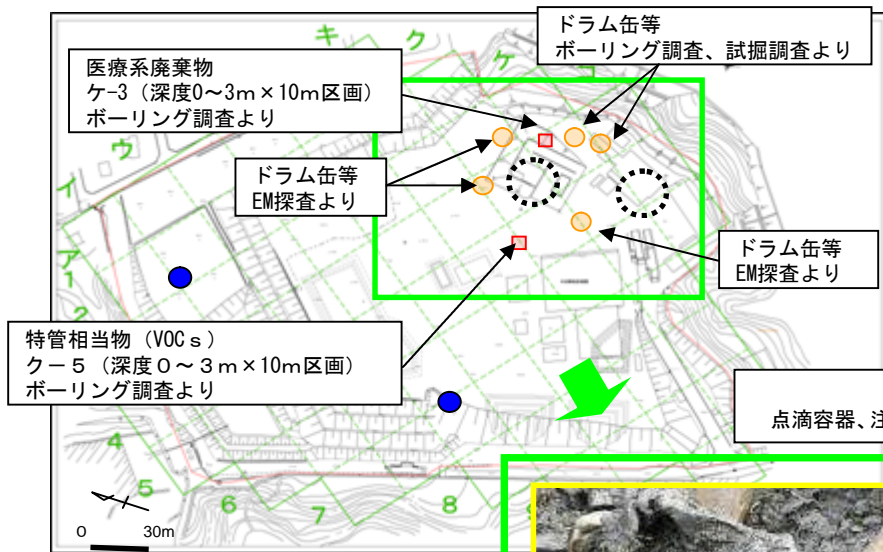 ドラム缶等
ボーリング調査、試掘調査より
医療系廃棄物
ケ-3（深度0～3m×10m区画）
ボーリング調査より
キ
ク
ケ
コ
ウ
イ
ア
ドラム缶等
EM探査より
1
2
ドラム缶等
EM探査より
特管相当物（VOCｓ）
ク－５（深度０～３ｍ×10m区画）
ボーリング調査より
点滴容器、注
4
5
6
7
8
0 30m